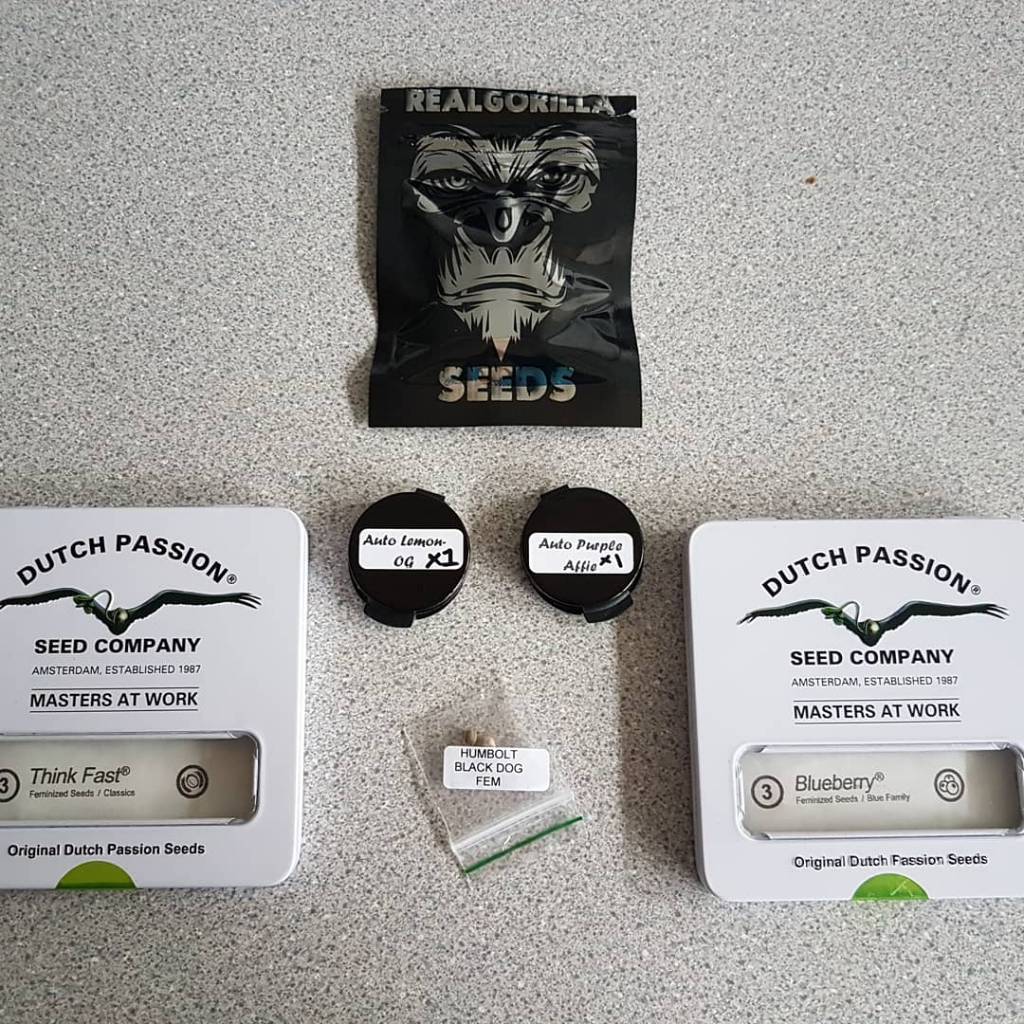 REALGORILLA
SEEDS
Auto Lemon-
OG X1
Auto Purple
Affie X1
DUTCH PASSION®
SEED COMPANY
AMSTERDAM, ESTABLISHED 1987
MASTERS AT WORK
3 Think Fast®
Feminized Seeds / Classics
Original Dutch Passion Seeds
HUMBOLT
BLACK DOG
FEM
DUTCH PASSION®
SEED COMPANY
AMSTERDAM, ESTABLISHED 1987
MASTERS AT WORK
3 Blueberry®
Feminized Seeds / Blue Family
Original Dutch Passion Seeds